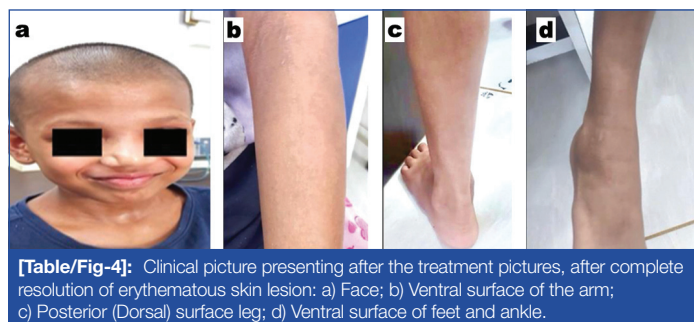 a
b
c
d
[Table/Fig-4]: Clinical picture presenting after the treatment pictures, after complete
resolution of erythematous skin lesion: a) Face; b) Ventral surface of the arm;
c) Posterior (Dorsal) surface leg; d) Ventral surface of feet and ankle.